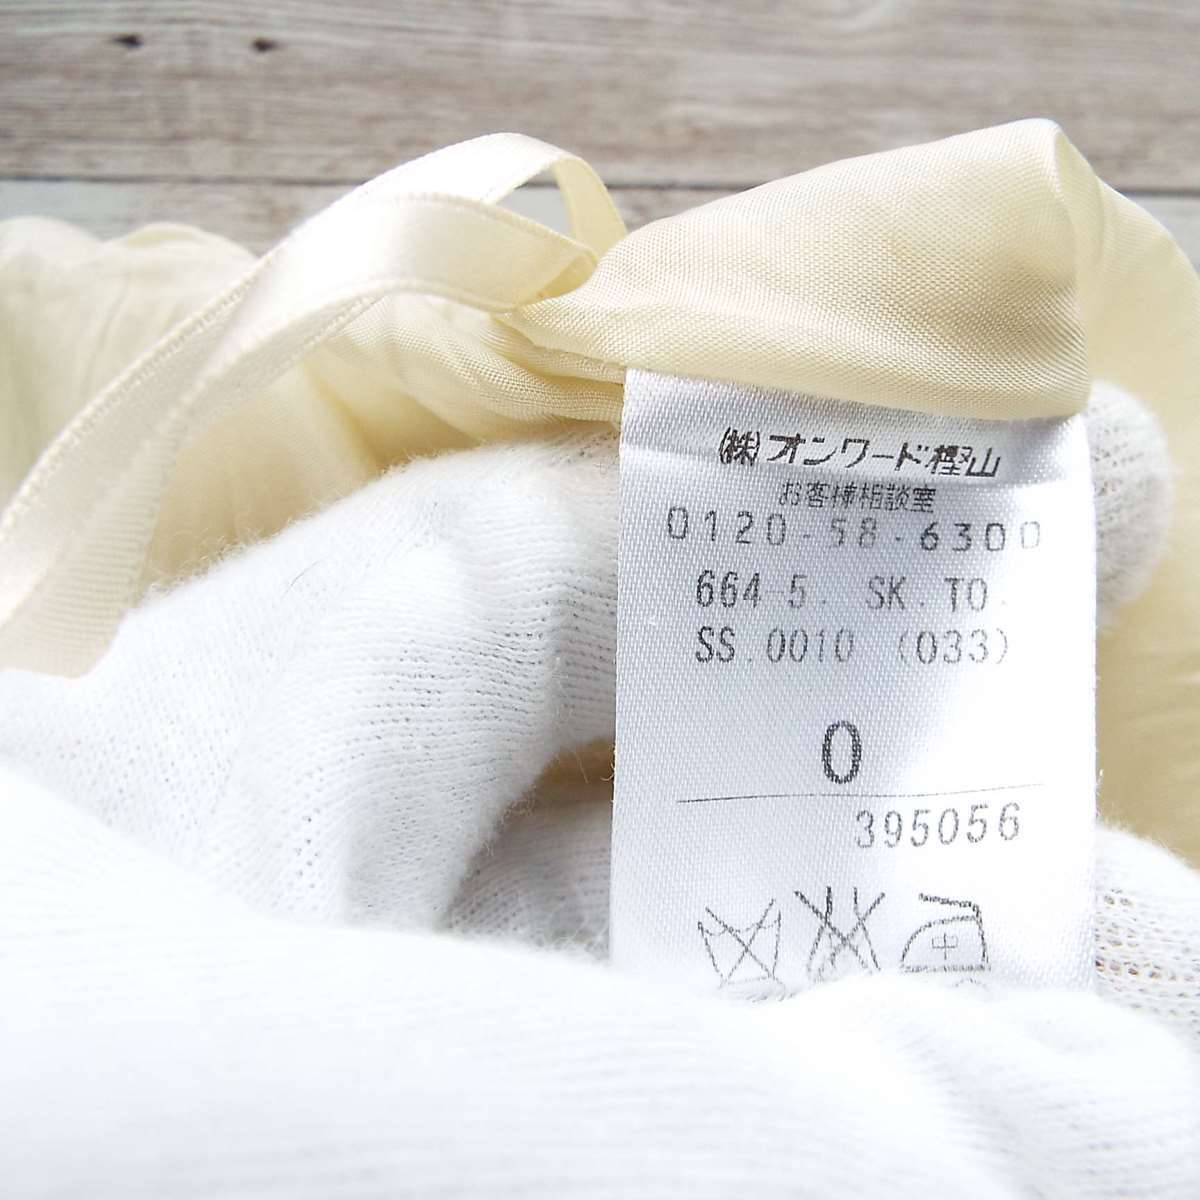 (株)オンワード樫山
お客様相談室
0120-58-6300
664-5. SK.TO.
SS.0010 (033)
0
395056
中